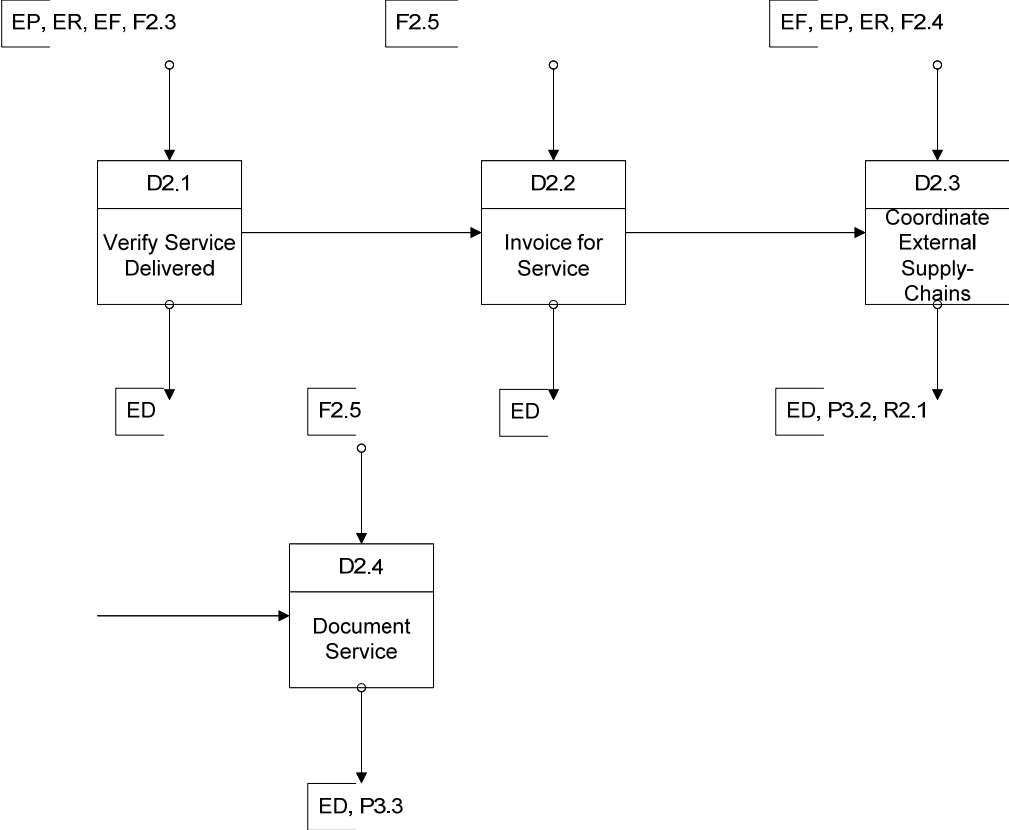 EP, ER, EF, F2.3
F2.5
EF, EP, ER, F2.4
D2.1
D2.2
D2.3
Verify Service
Delivered
Invoice for
Service
Coordinate
External
Supply-
Chains
ED
F2.5
ED
ED, P3.2, R2.1
D2.4
Document
Service
ED, P3.3